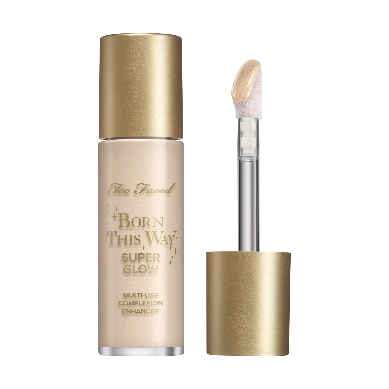 Too Faced
BORN
THIS WAY
SUPER
GLOW
MULTI-USE
COMPLEXION
ENHANCER